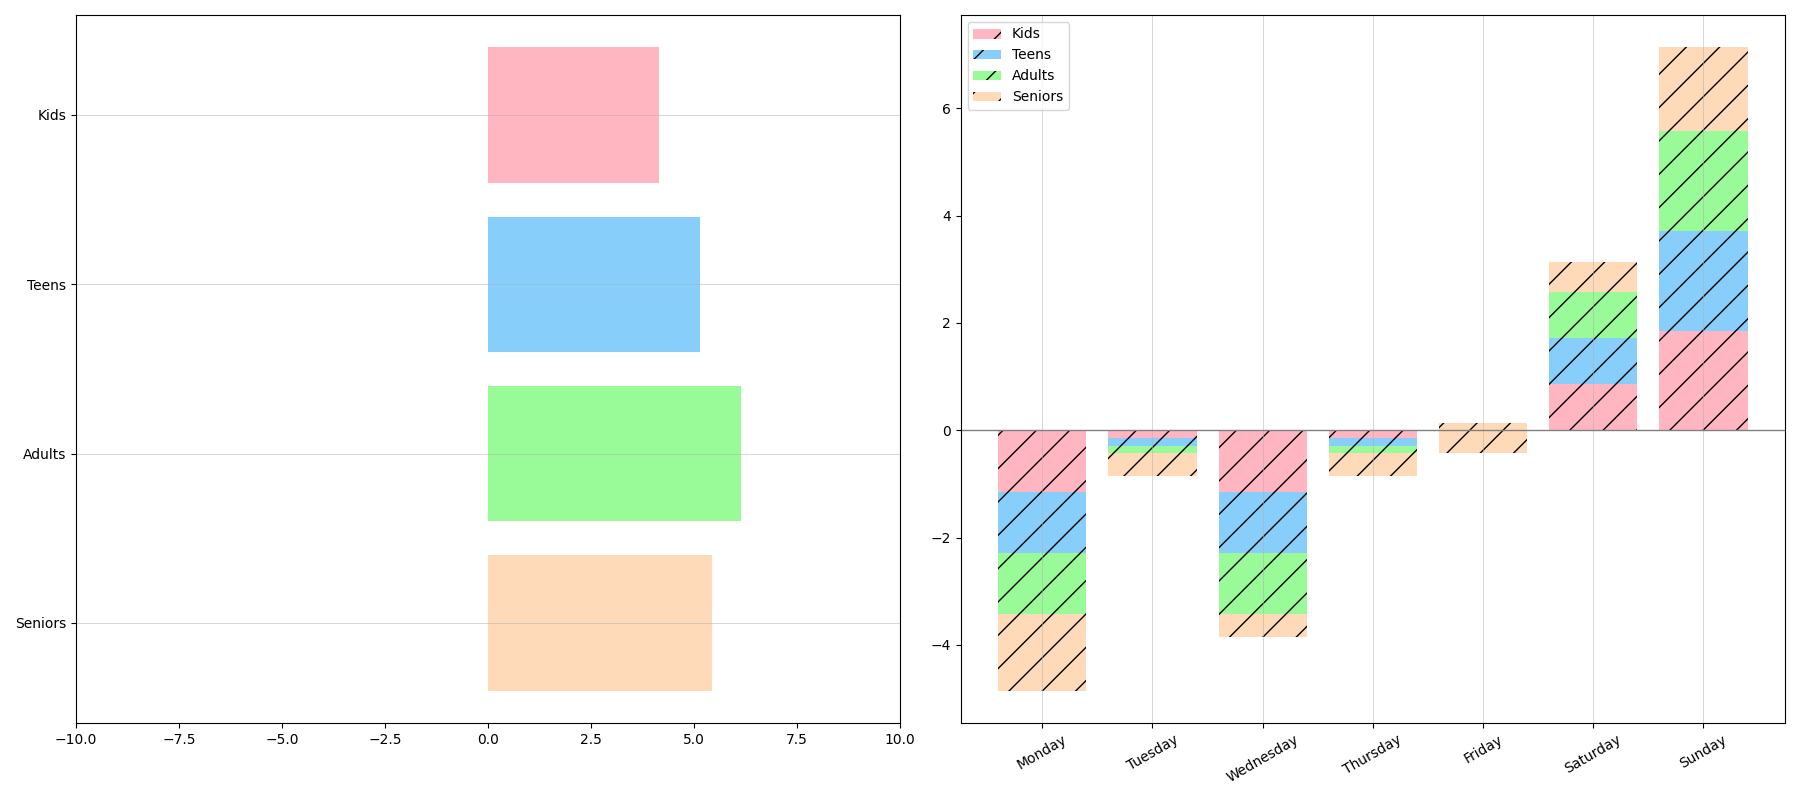 Kids
Teens
Adults
Seniors
−10.0 −7.5 −5.0 −2.5 0.0 2.5 5.0 7.5 10.0
Kids
Teens
Adults
Seniors
6
4
2
0
−2
−4
Monday Tuesday Wednesday Thursday Friday Saturday Sunday